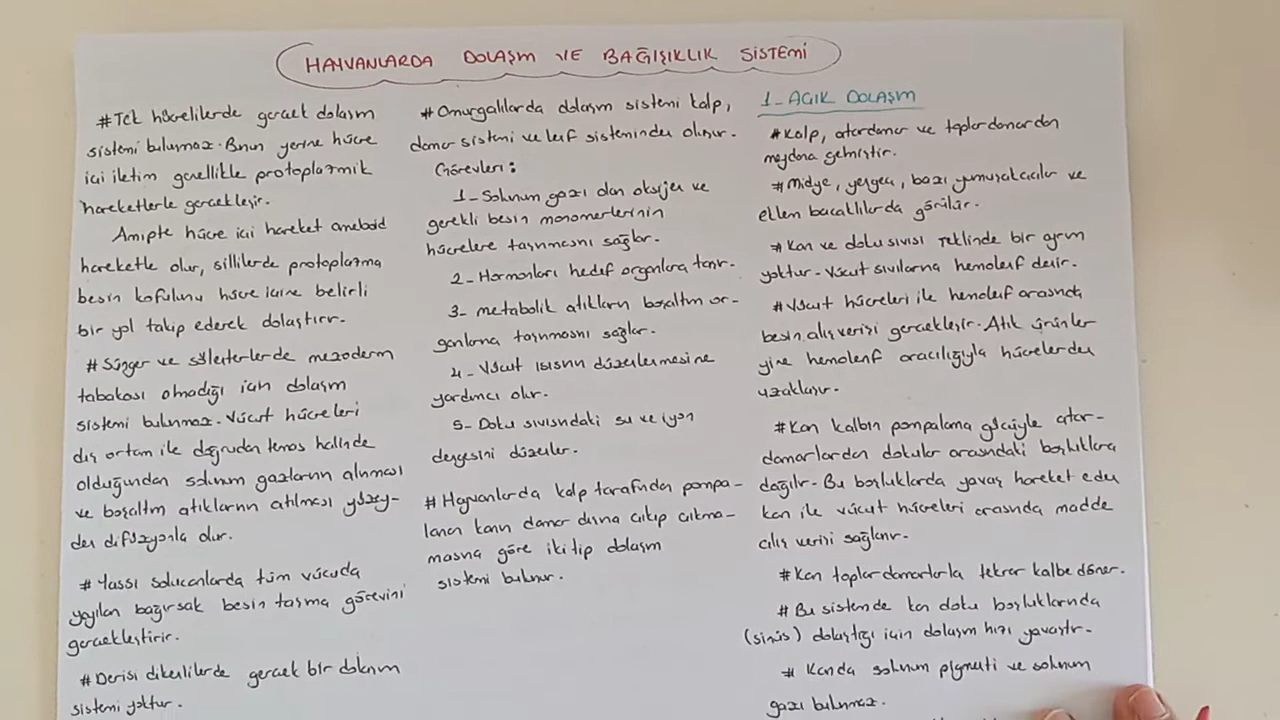 HAYVANLARDA DOLAŞIM VE BAĞIŞIKLIK SİSTEMİ
#Tek hücrelilerde gerçek dolaşım
sistemi bulunmaz. Bunun yerine hücre
içi iletim genellikle protoplazmik
hareketlerle gerçekleşir.
Amipte hücre içi hareket ameboid
hareketle olur, sillilerde protoplazma
besin kofulunu hücre içine belirli
bir yol takip ederek dolaştırır.
#Sünger ve sölenterlerde mezoderm
tabakası olmadığı için dolaşım
sistemi bulunmaz. Vücut hücreleri
dış ortam ile doğrudan temas halinde
olduğundan solunum gazlarının alınması
ve boşaltım atıklarının atılması yüzey-
den difüzyonla olur.
#Yassı solucanlarda tüm vücuda
yayılan bağırsak besin taşıma görevini
gerçekleştirir.
#Derisi dikenlilerde gerçek bir dolaşım
sistemi yoktur.
#Omurgalılarda dolaşım sistemi kalp,
damar sistemi ve lenf sisteminden oluşur.
Görevleri:
1- Solunum gazı olan oksijen ve
gerekli besin monomerlerinin
hücrelere taşınmasını sağlar.
2- Hormonları hedef organlara taşır.
3- metabolik atıkların boşaltım or-
ganlarına taşınmasını sağlar.
4- Vücut ısısının düzenlenmesine
yardımcı olur.
5- Doku sıvısındaki su ve iyon
dengesini düzenler.
#Hayvanlarda kalp tarafından pompa-
lanan kanın damar dışına çıkıp çıkma-
masına göre iki tip dolaşım
sistemi bulunur.
1- AÇIK DOLAŞIM
#Kalp, atardamar ve toplardamardan
meydana gelmiştir.
#Midye, yengeç, bazı yumuşakçalar ve
eklem bacaklılarda görülür.
#Kan ve doku sıvısı şeklinde bir ayrım
yoktur. Vücut sıvılarına hemolenf denir.
#Vücut hücreleri ile hemolenf arasında
besin alış verişi gerçekleşir. Atık ürünler
yine hemolenf aracılığıyla hücrelerden
uzaklaşır.
#Kan kalbin pompalama gücüyle atar-
damarlardan dokular arasındaki boşluklara
dağılır. Bu boşluklarda yavaş hareket eden
kan ile vücut hücreleri arasında madde
alış verişi sağlanır.
#Kan toplardamarlarla tekrar kalbe döner.
#Bu sistemde kan doku boşluklarında
(sinüs) dolaştığı için dolaşım hızı yavaştır.
#Kanda solunum pigmenti ve solunum
gazı bulunmaz.